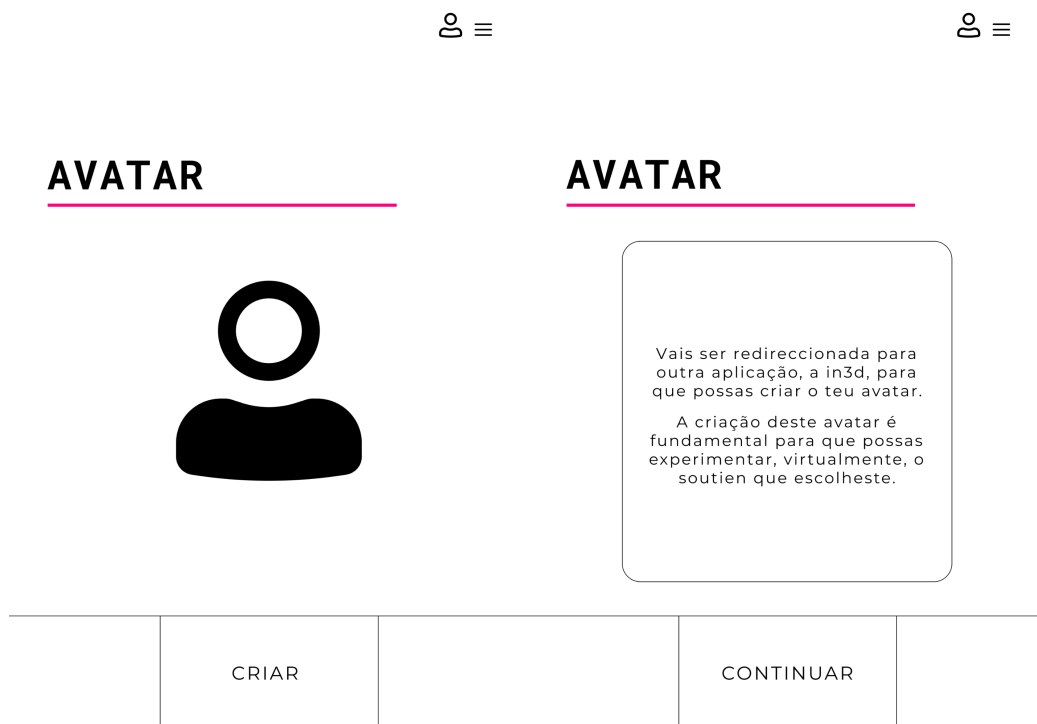 AVATAR
CRIAR
AVATAR
Vais ser redireccionada para
outra aplicação, a in3d, para
que possas criar o teu avatar.
A criação deste avatar é
fundamental para que possas
experimentar, virtualmente, o
soutien que escolheste.
CONTINUAR